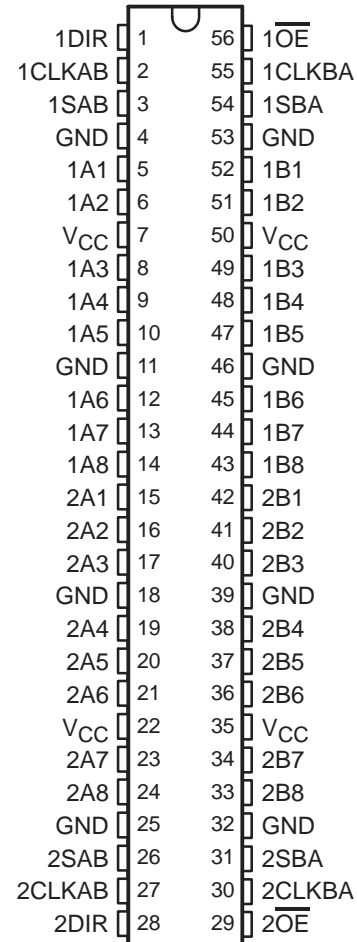 1DIR 1 56 1O̅E̅
1CLKAB 2 55 1CLKBA
1SAB 3 54 1SBA
GND 4 53 GND
1A1 5 52 1B1
1A2 6 51 1B2
VCC 7 50 VCC
1A3 8 49 1B3
1A4 9 48 1B4
1A5 10 47 1B5
GND 11 46 GND
1A6 12 45 1B6
1A7 13 44 1B7
1A8 14 43 1B8
2A1 15 42 2B1
2A2 16 41 2B2
2A3 17 40 2B3
GND 18 39 GND
2A4 19 38 2B4
2A5 20 37 2B5
2A6 21 36 2B6
VCC 22 35 VCC
2A7 23 34 2B7
2A8 24 33 2B8
GND 25 32 GND
2SAB 26 31 2SBA
2CLKAB 27 30 2CLKBA
2DIR 28 29 2O̅E̅